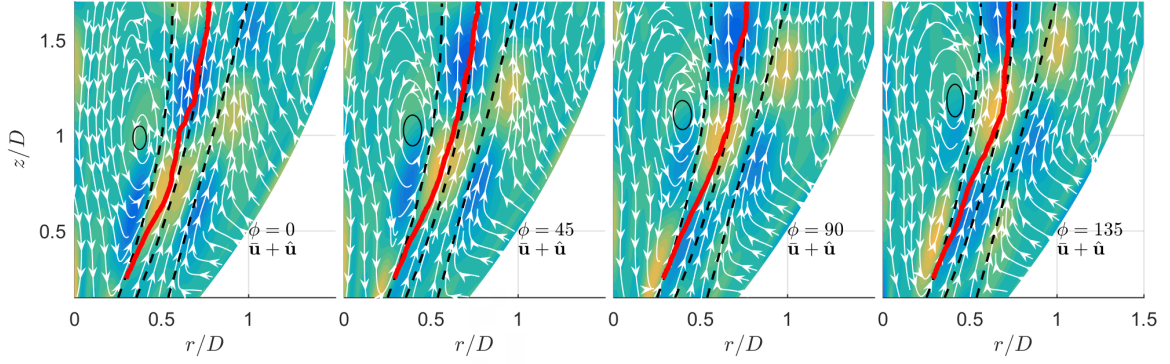 1.5
1
0.5
z/D
ϕ = 0
ū + û
ϕ = 45
ū + û
ϕ = 90
ū + û
ϕ = 135
ū + û
0 0.5 1
0 0.5 1
0 0.5 1
0 0.5 1 1.5
r/D
r/D
r/D
r/D